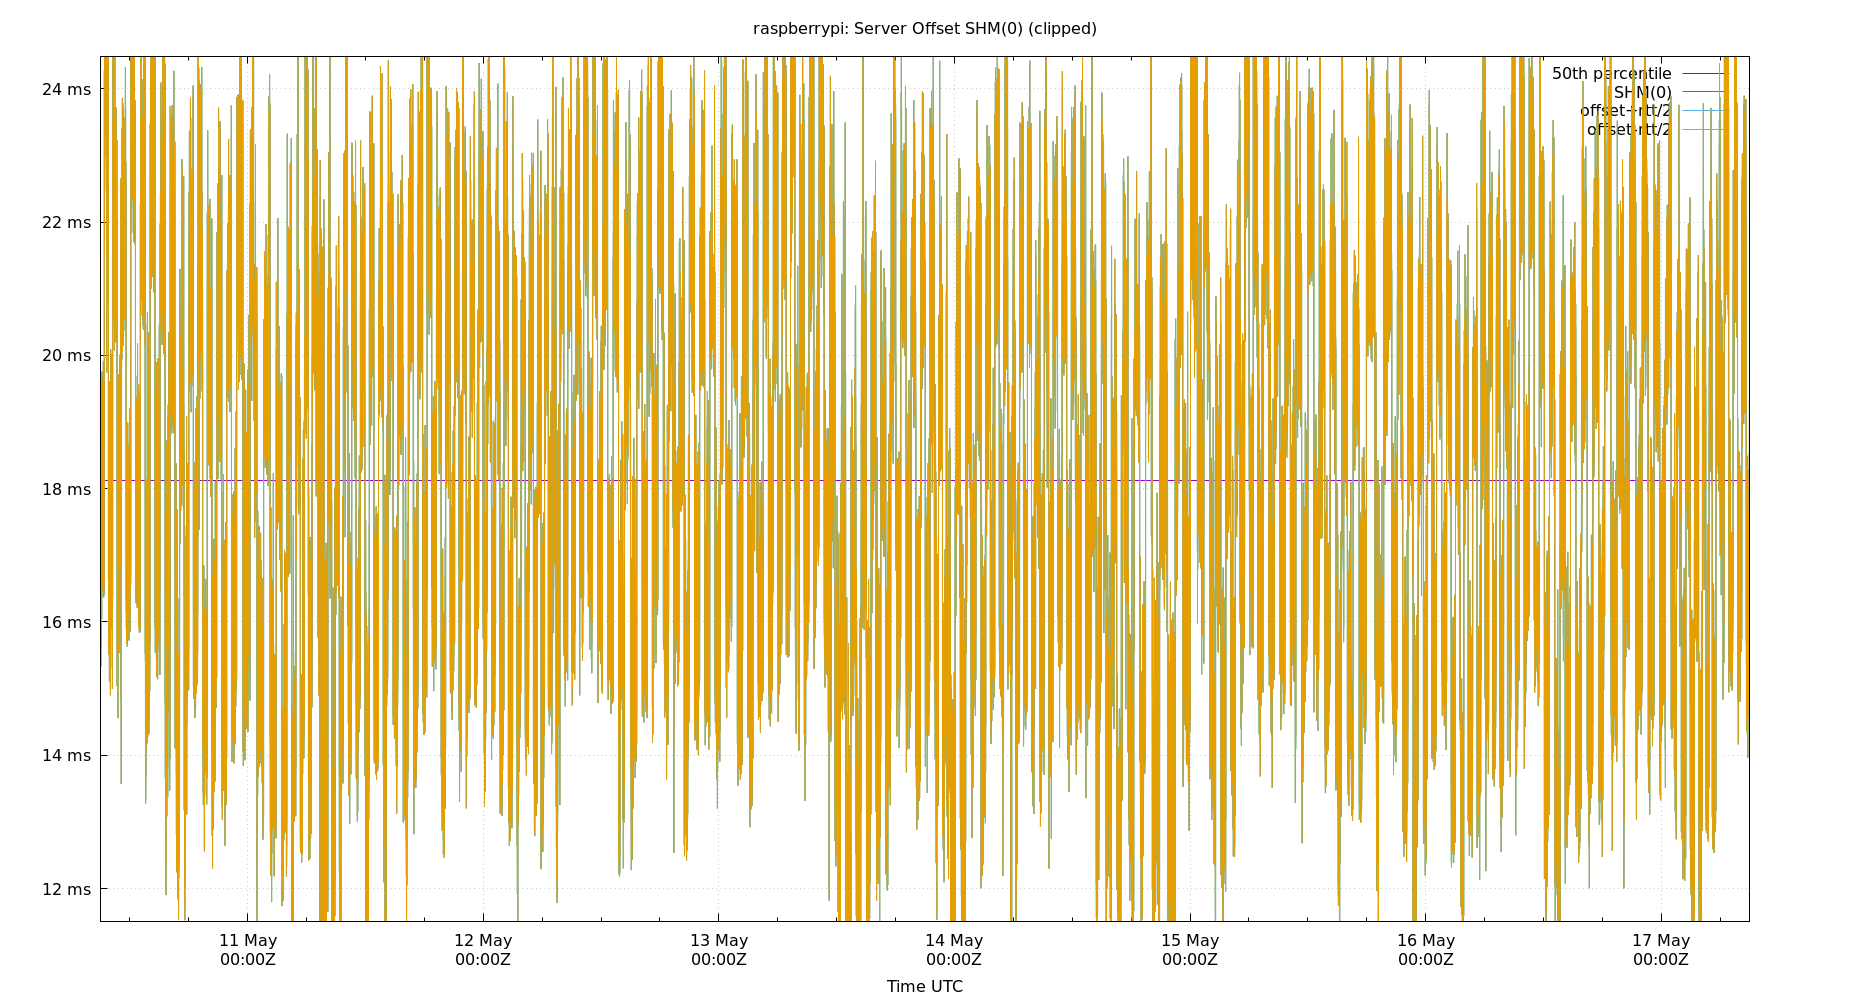 raspberrypi: Server Offset SHM(0) (clipped)
50th percentile
SHM(0)
offset+rtt/2
offset-rtt/2
24 ms
22 ms
20 ms
18 ms
16 ms
14 ms
12 ms
11 May
00:00Z
12 May
00:00Z
13 May
00:00Z
14 May
00:00Z
15 May
00:00Z
16 May
00:00Z
17 May
00:00Z
Time UTC